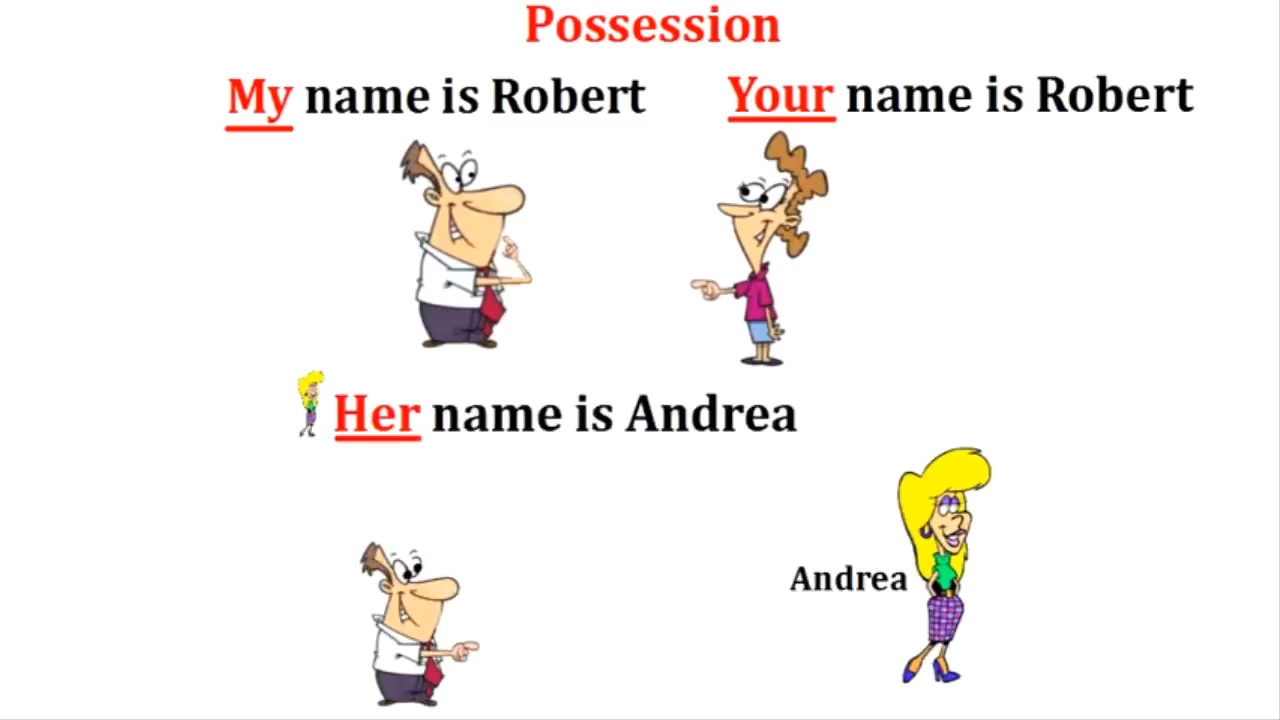 Possession
My name is Robert
Your name is Robert
Her name is Andrea
Andrea